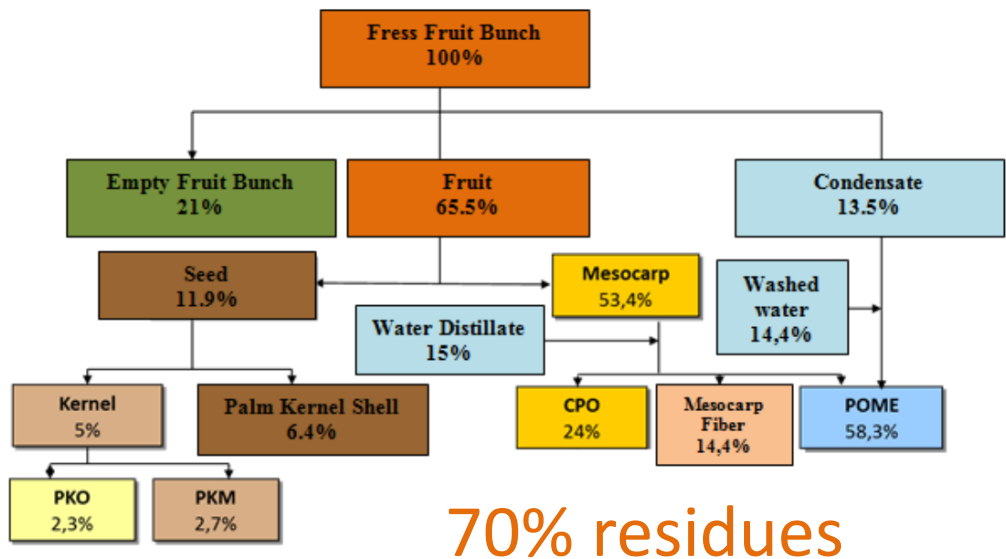 Fress Fruit Bunch
100%
Empty Fruit Bunch
21%
Fruit
65.5%
Condensate
13.5%
Seed
11.9%
Mesocarp
53,4%
Washed
water
14,4%
Water Distillate
15%
Kernel
5%
Palm Kernel Shell
6.4%
CPO
24%
Mesocarp
Fiber
14,4%
POME
58,3%
PKO
2,3%
PKM
2,7%
70% residues